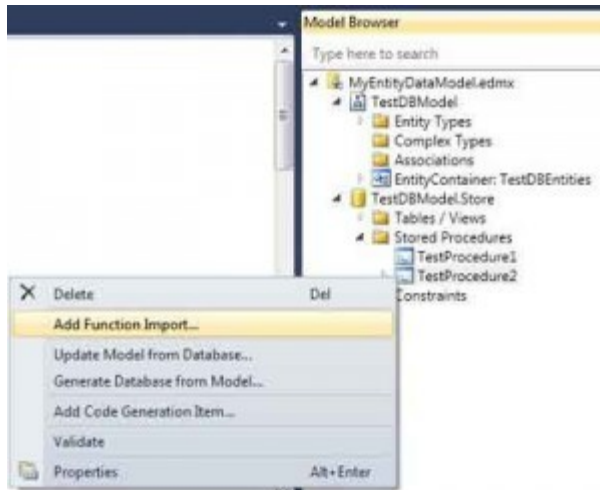 Model Browser
Type here to search
MyEntityDataModel.edmx
TestDBModel
Entity Types
Complex Types
Associations
EntityContainer: TestDBEntities
TestDBModel.Store
Tables / Views
Stored Procedures
TestProcedure1
TestProcedure2
Constraints
Delete Del
Add Function Import...
Update Model from Database...
Generate Database from Model...
Add Code Generation Item...
Validate
Properties Alt+Enter